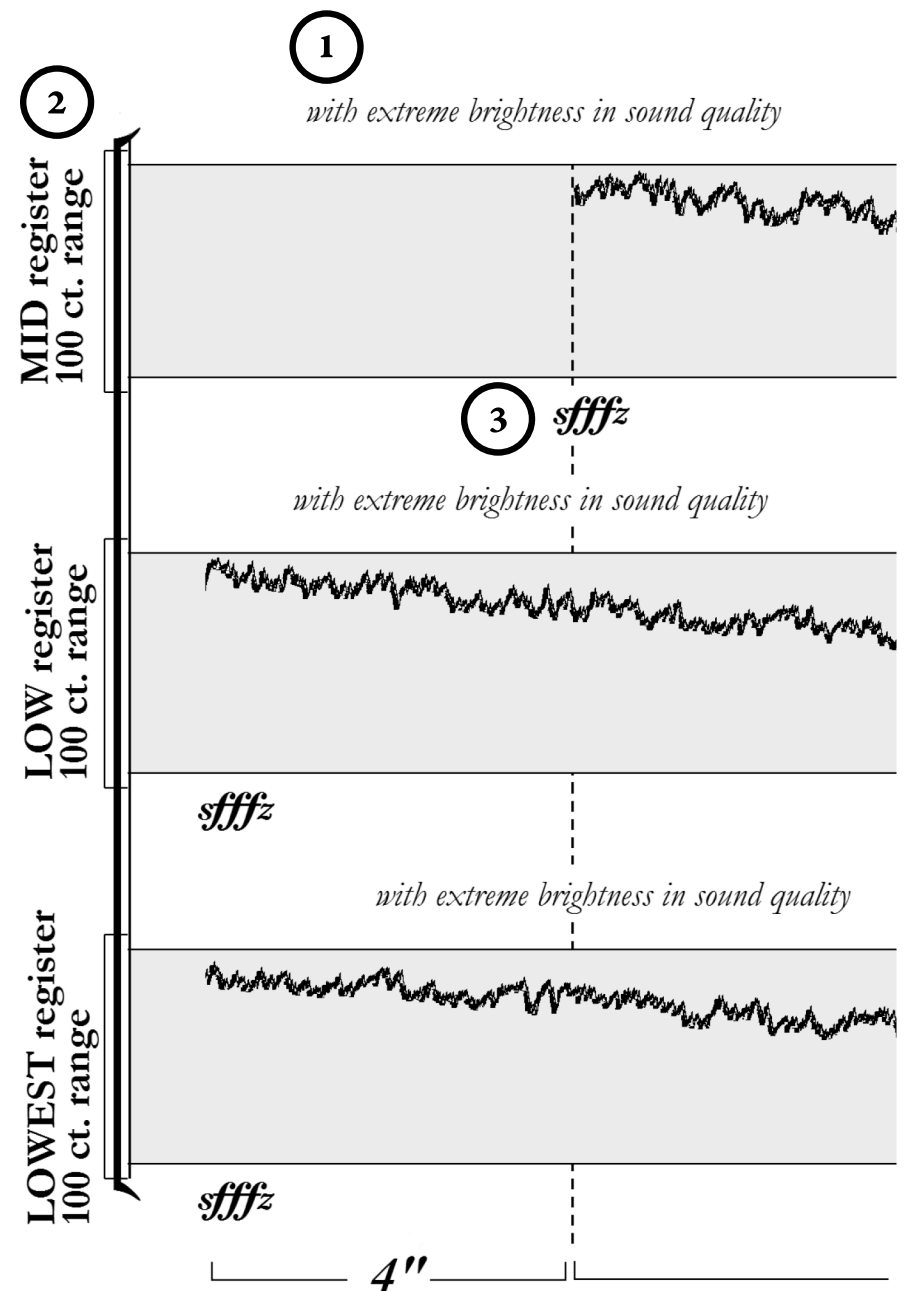 1
2
with extreme brightness in sound quality
MID register
100 ct. range
3
sfffz
with extreme brightness in sound quality
LOW register
100 ct. range
sfffz
with extreme brightness in sound quality
LOWEST register
100 ct. range
sfffz
4"